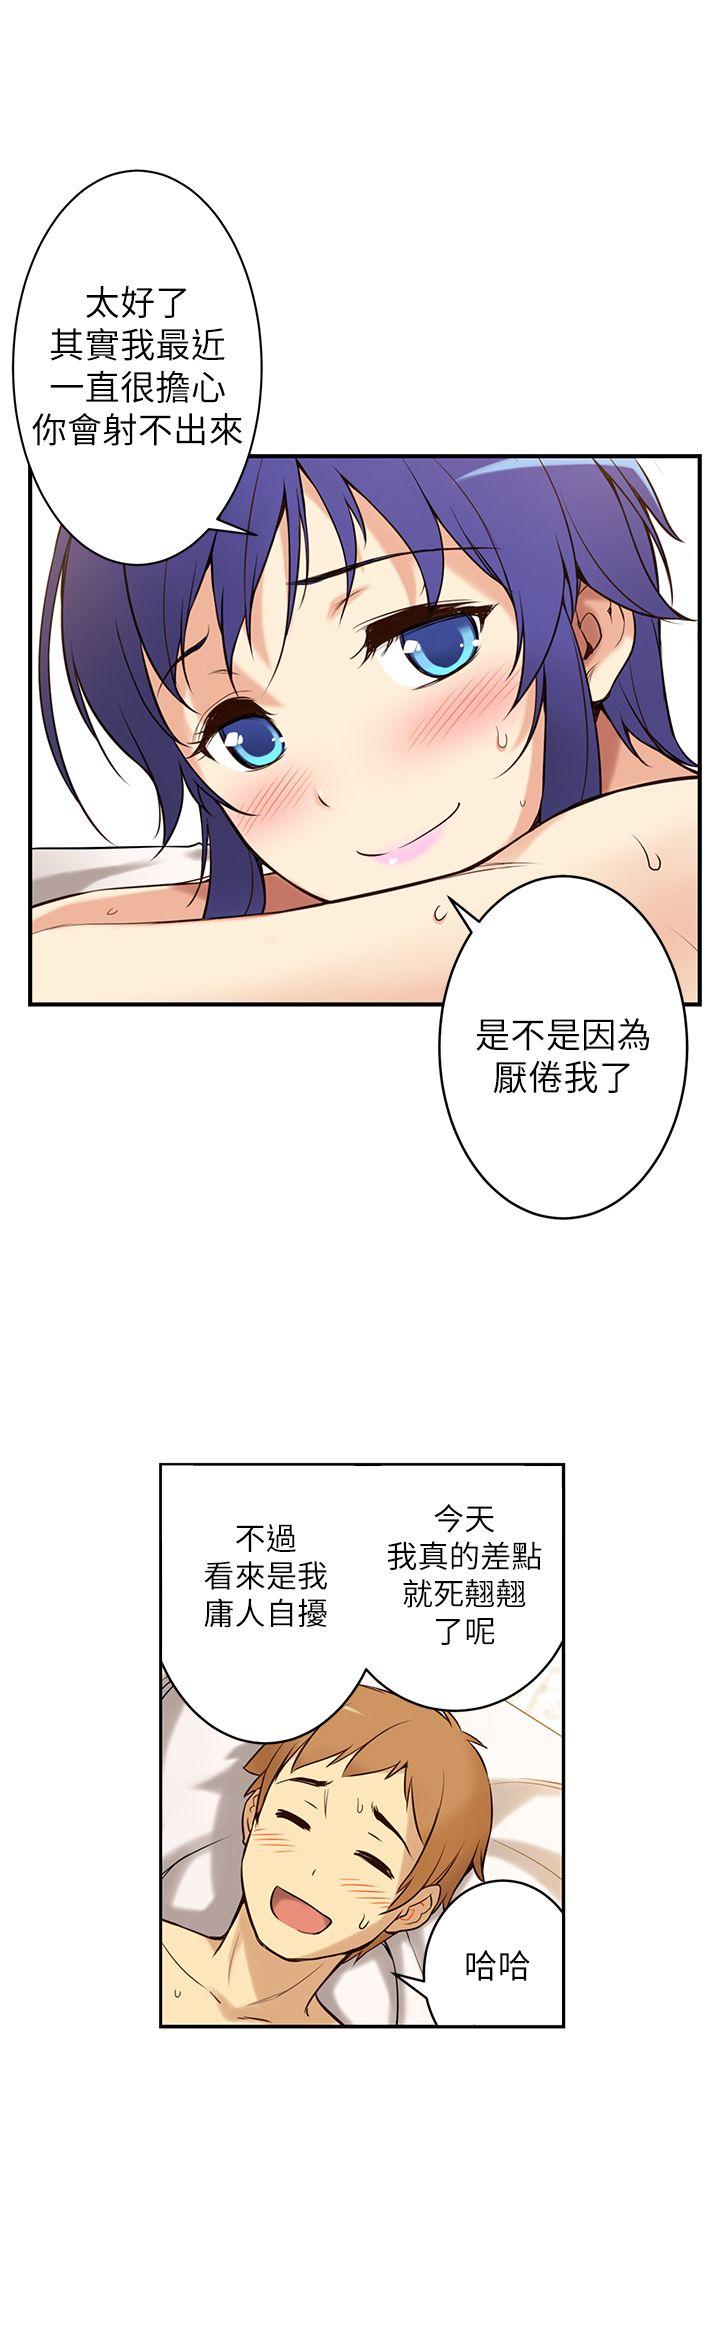 太好了
其實我最近
一直很擔心
你會射不出來
是不是因為
厭倦我了
不過
看來是我
庸人自擾
今天
我真的差點
就死翹翹
了呢
哈哈